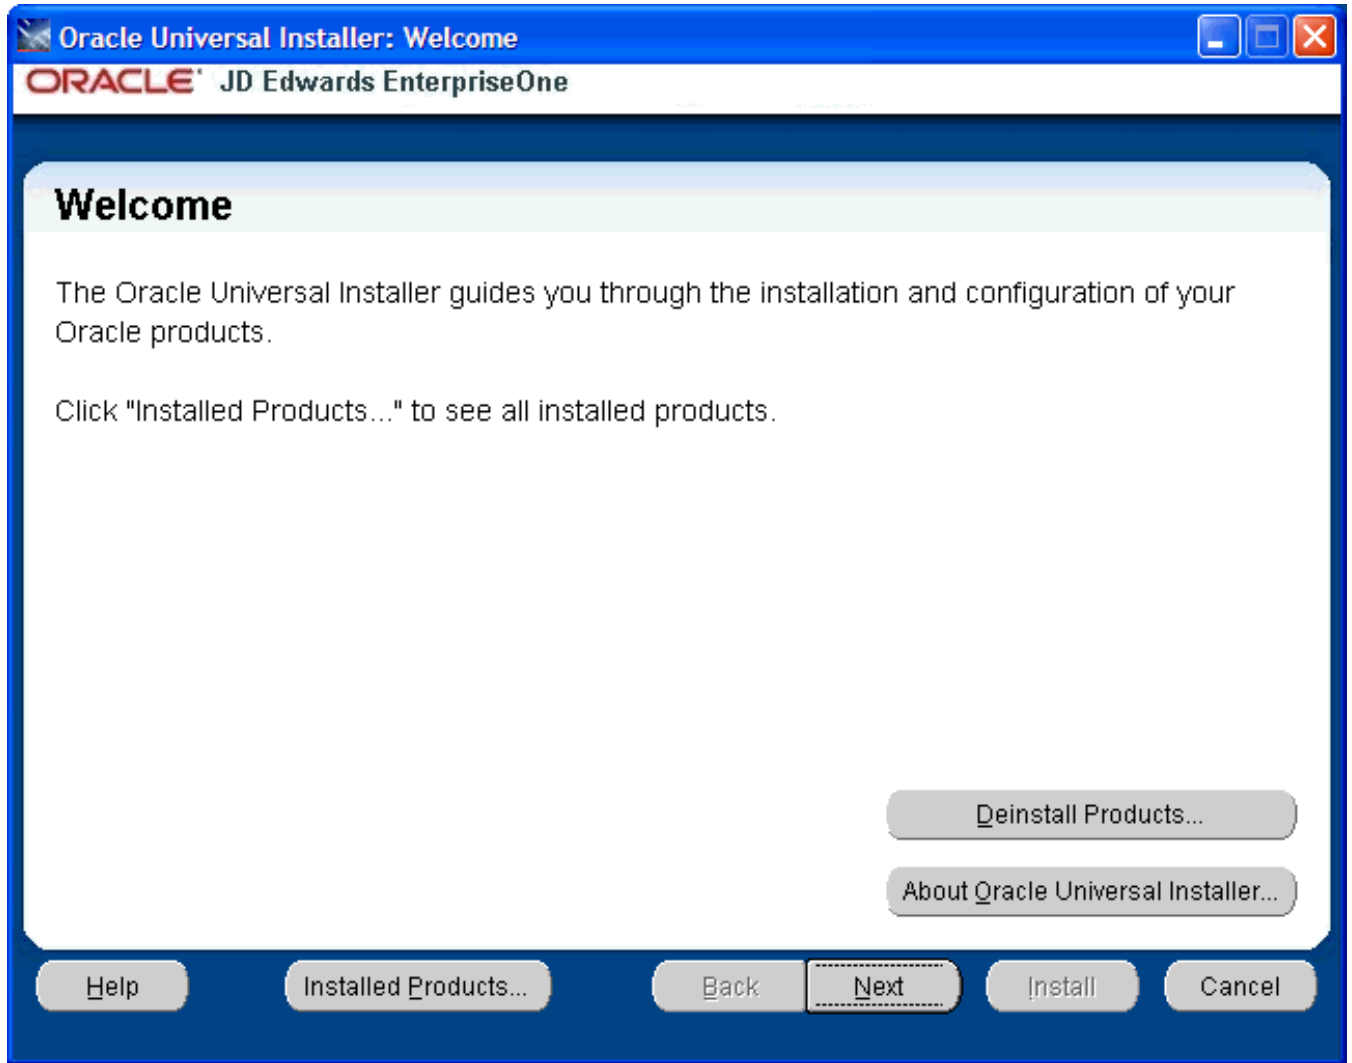 Oracle Universal Installer: Welcome
ORACLE JD Edwards EnterpriseOne
Welcome
The Oracle Universal Installer guides you through the installation and configuration of your
Oracle products.
Click "Installed Products..." to see all installed products.
Deinstall Products...
About Oracle Universal Installer...
Help Installed Products... Back Next Install Cancel